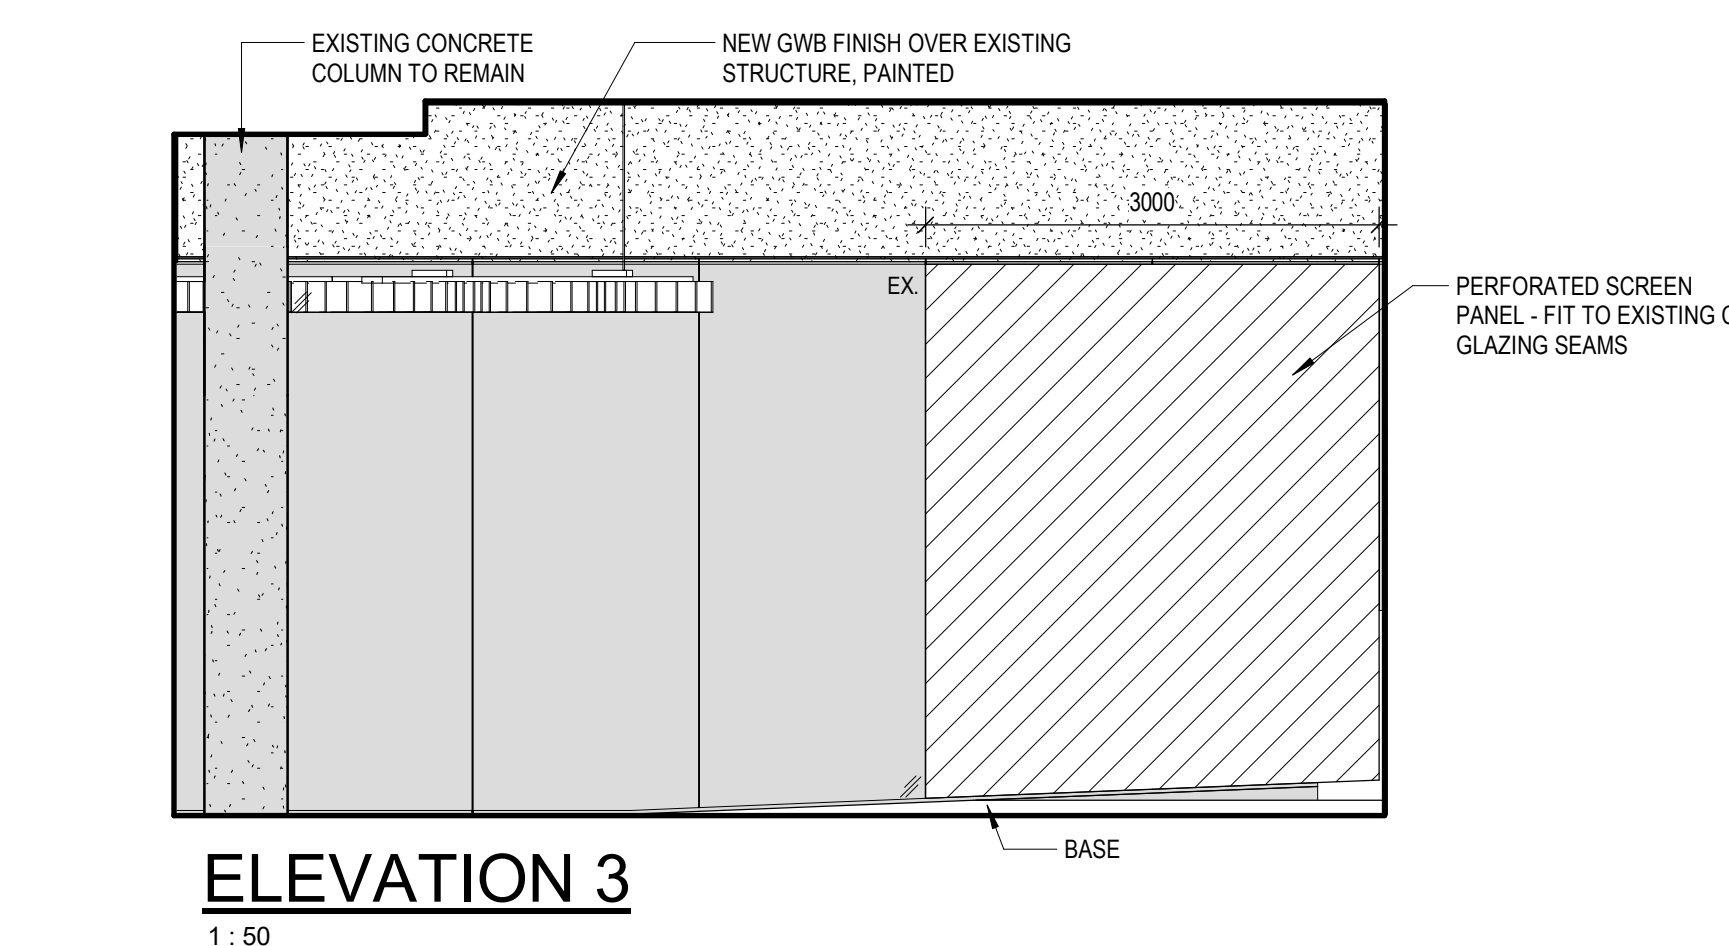 EXISTING CONCRETE
COLUMN TO REMAIN
NEW GWB FINISH OVER EXISTING
STRUCTURE, PAINTED
3000
EX.
PERFORATED SCREEN
PANEL - FIT TO EXISTING
GLAZING SEAMS
BASE
ELEVATION 3
1 : 50